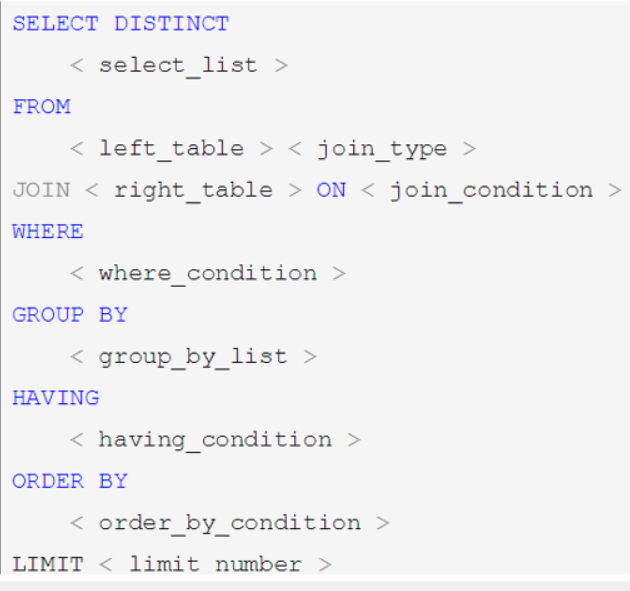 SELECT DISTINCT
< select_list >
FROM
< left_table > < join_type >
JOIN < right_table > ON < join_condition >
WHERE
< where_condition >
GROUP BY
< group_by_list >
HAVING
< having_condition >
ORDER BY
< order_by_condition >
LIMIT < limit number >